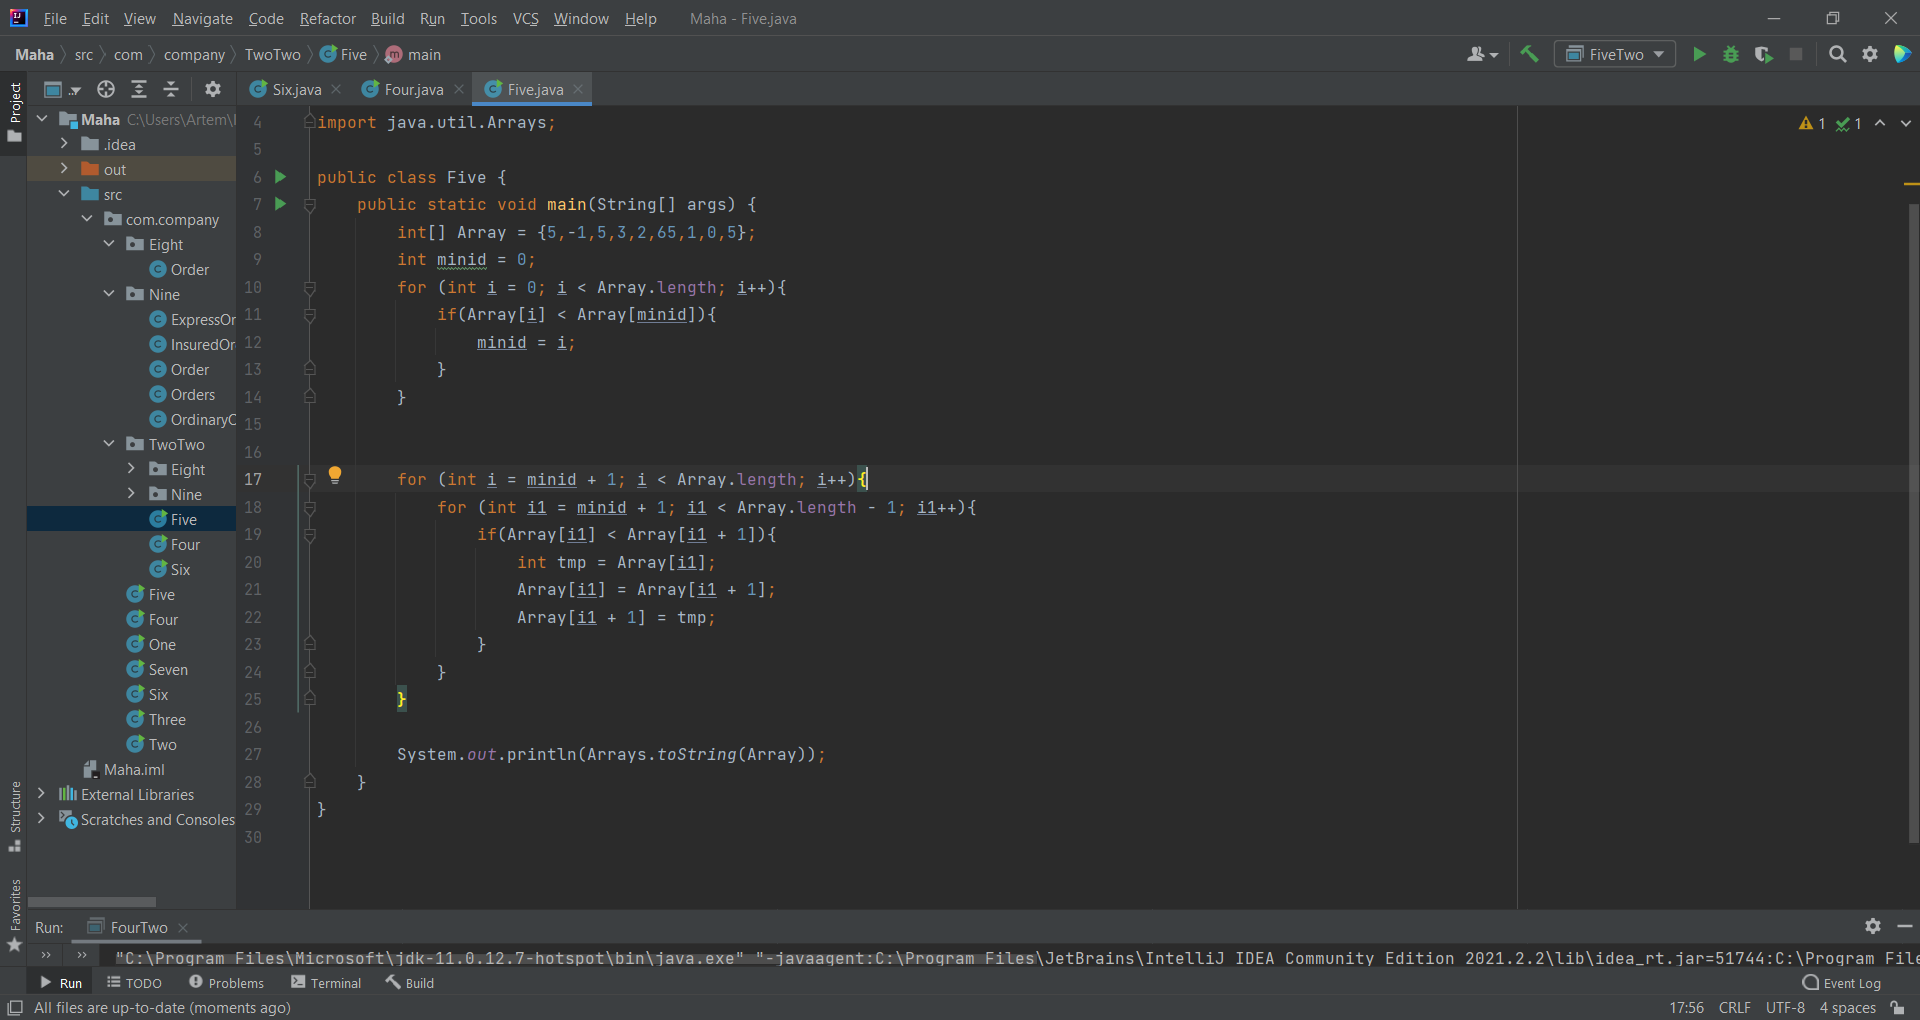 File Edit View Navigate Code Refactor Build Run Tools VCS Window Help Maha - Five.java
Maha src com company TwoTwo Five main FiveTwo
Project
Six.java Four.java Five.java
Maha C:\Users\Artem\
.idea
out
src
com.company
Eight
Order
Nine
ExpressOr
InsuredOr
Order
Orders
OrdinaryC
TwoTwo
Eight
Nine
Five
Four
Six
Five
Four
One
Seven
Six
Three
Two
Maha.iml
External Libraries
Scratches and Consoles
Structure
Favorites
1 1
4 import java.util.Arrays;
5
6 public class Five {
7 public static void main(String[] args) {
8 int[] Array = {5,-1,5,3,2,65,1,0,5};
9 int minid = 0;
10 for (int i = 0; i < Array.length; i++){
11 if(Array[i] < Array[minid]){
12 minid = i;
13 }
14 }
15
16
17 for (int i = minid + 1; i < Array.length; i++){
18 for (int i1 = minid + 1; i1 < Array.length - 1; i1++){
19 if(Array[i1] < Array[i1 + 1]){
20 int tmp = Array[i1];
21 Array[i1] = Array[i1 + 1];
22 Array[i1 + 1] = tmp;
23 }
24 }
25 }
26
27 System.out.println(Arrays.toString(Array));
28 }
29 }
30
Run: FourTwo
"C:\Program Files\Microsoft\jdk-11.0.12.7-hotspot\bin\java.exe" "-javaagent:C:\Program Files\JetBrains\IntelliJ IDEA Community Edition 2021.2.2\lib\idea_rt.jar=51744:C:\Program File
Run TODO Problems Terminal Build Event Log
All files are up-to-date (moments ago) 17:56 CRLF UTF-8 4 spaces